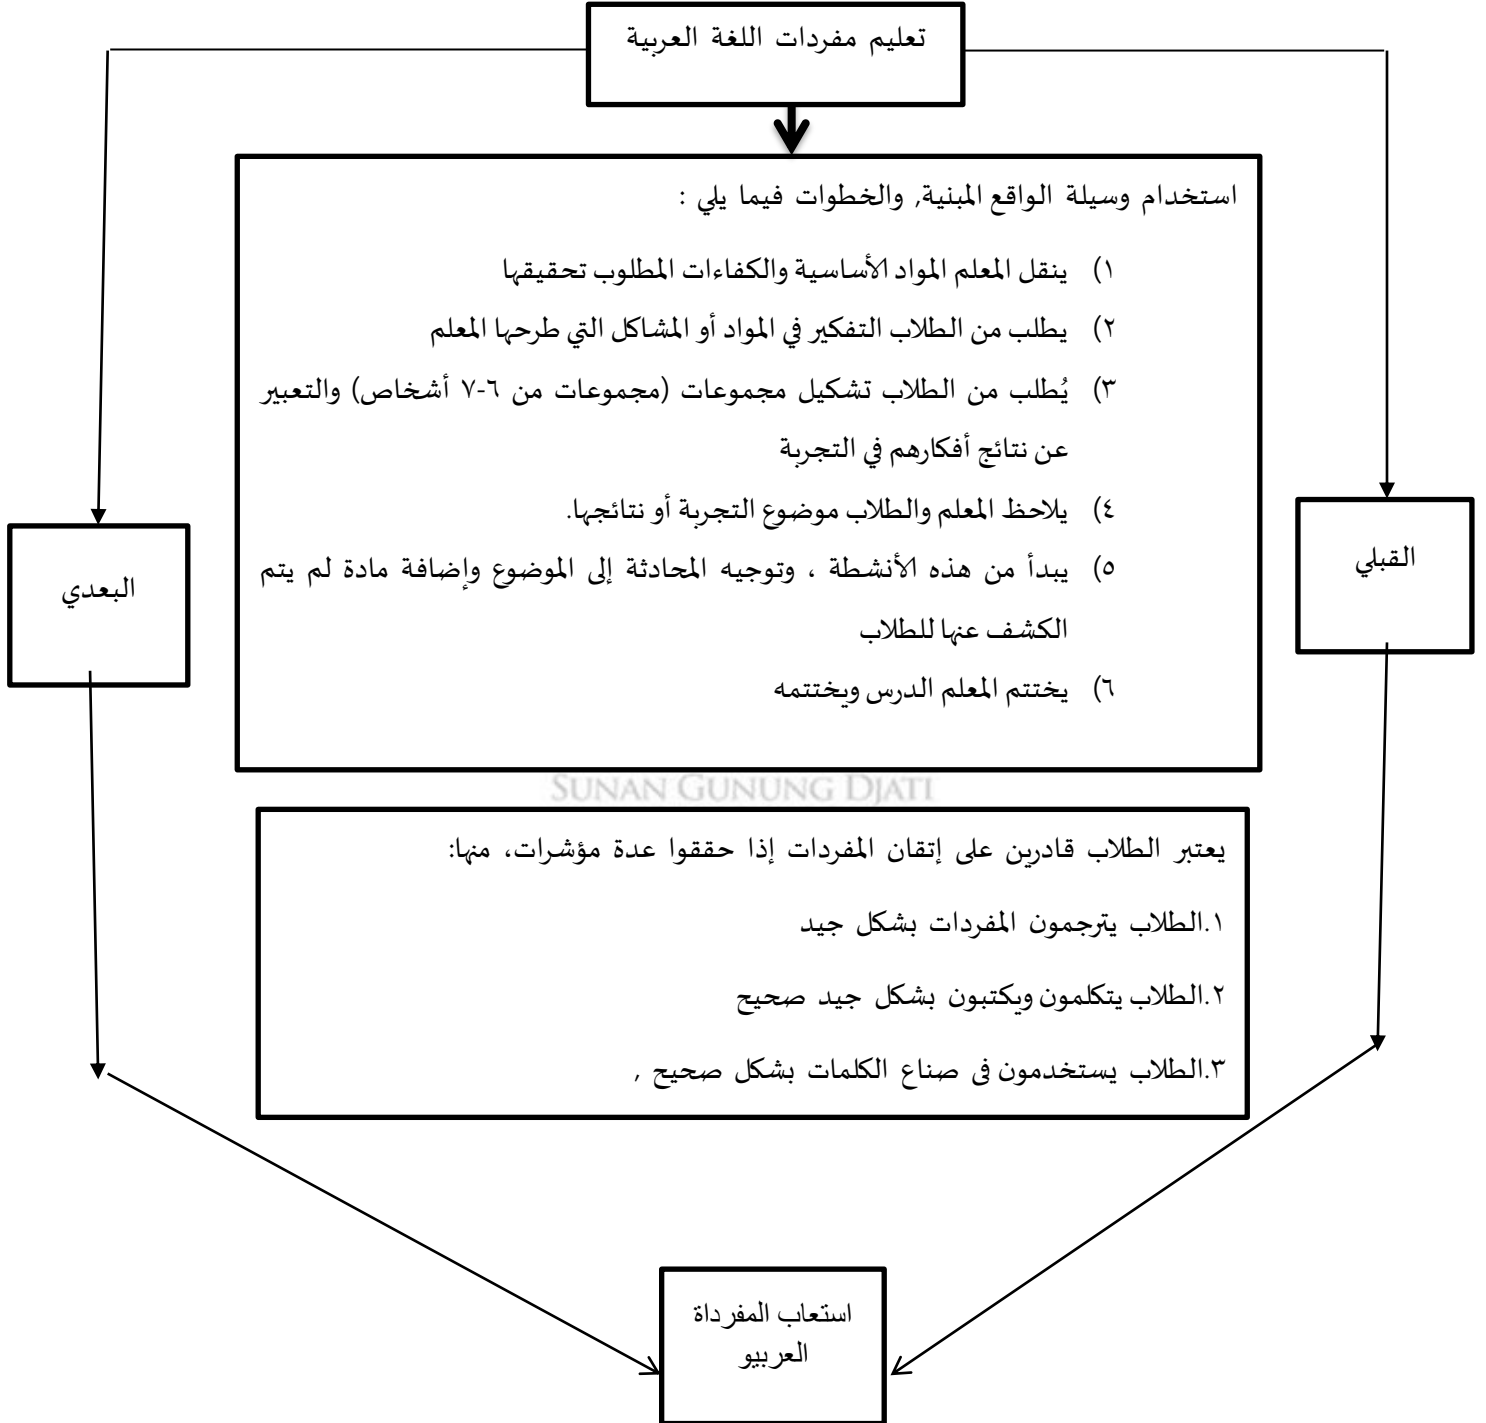 تعليم مفردات اللغة العربية
استخدام وسيلة الواقع المبنية, والخطوات فيما يلي :
١) ينقل المعلم المواد الأساسية والكفاءات المطلوب تحقيقها
٢) يطلب من الطلاب التفكير في المواد أو المشاكل التي طرحها المعلم
٣) يُطلب من الطلاب تشكيل مجموعات (مجموعات من ٦-٧ أشخاص) والتعبير
عن نتائج أفكارهم في التجربة
٤) يلاحظ المعلم والطلاب موضوع التجربة أو نتائجها.
٥) يبدأ من هذه الأنشطة ، وتوجيه المحادثة إلى الموضوع وإضافة مادة لم يتم
الكشف عنها للطلاب
٦) يختتم المعلم الدرس ويختتمه
القبلي
البعدي
SUNAN GUNUNG DJATI
يعتبر الطلاب قادرين على إتقان المفردات إذا حققوا عدة مؤشرات، منها:
١.الطلاب يترجمون المفردات بشكل جيد
٢.الطلاب يتكلمون ويكتبون بشكل جيد صحيح
٣.الطلاب يستخدمون فى صناع الكلمات بشكل صحيح ,
استعاب المفرداة
العربيو